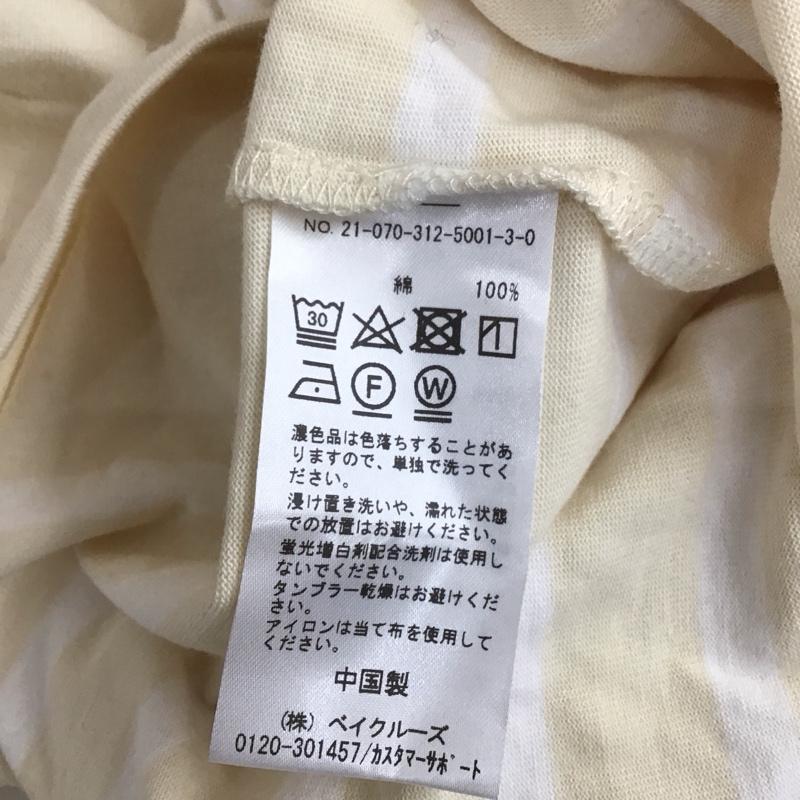 NO. 21-070-312-5001-3-0
綿 100%
30
F W
濃色品は色落ちすることがあ
りますので、単独で洗ってく
ださい。
浸け置き洗いや、濡れた状態
での放置はお避けください。
蛍光増白剤配合洗剤は使用し
ないでください。
タンブラー乾燥はお避けくだ
さい。
アイロンは当て布を使用して
ください。
中国製
(株) ベイクルーズ
0120-301457/カスタマーサポート